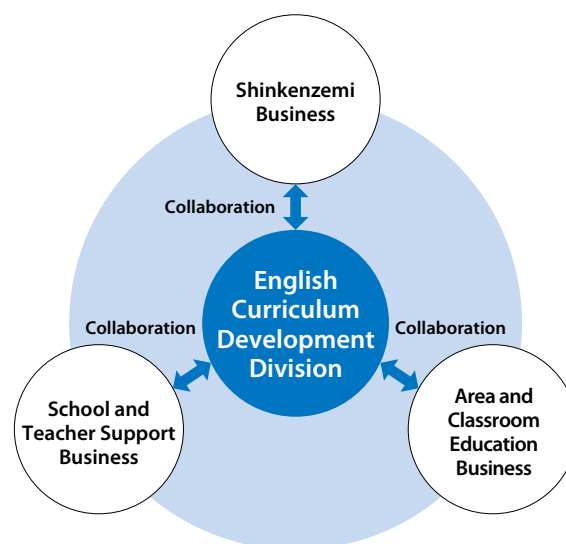 Shinkenzemi
Business
Collaboration
English
Curriculum
Development
Division
Collaboration
Collaboration
School and
Teacher Support
Business
Area and
Classroom
Education
Business